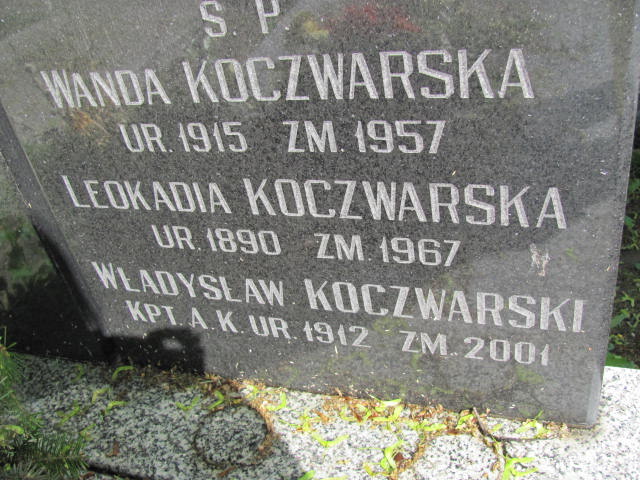 Ś. P
WANDA KOCZWARSKA
UR. 1915 ZM. 1957
LEOKADIA KOCZWARSKA
UR. 1890 ZM. 1967
WŁADYSŁAW KOCZWARSKI
KPT. A. K. UR. 1912 ZM. 2001